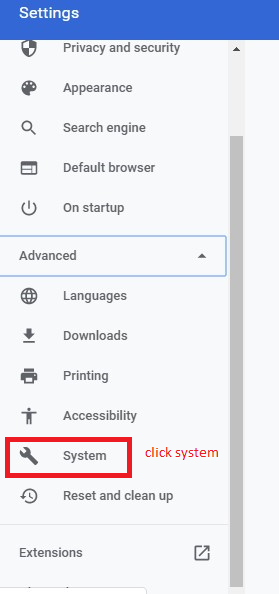 Settings
Privacy and security
Appearance
Search engine
Default browser
On startup
Advanced
Languages
Downloads
Printing
Accessibility
System click system
Reset and clean up
Extensions